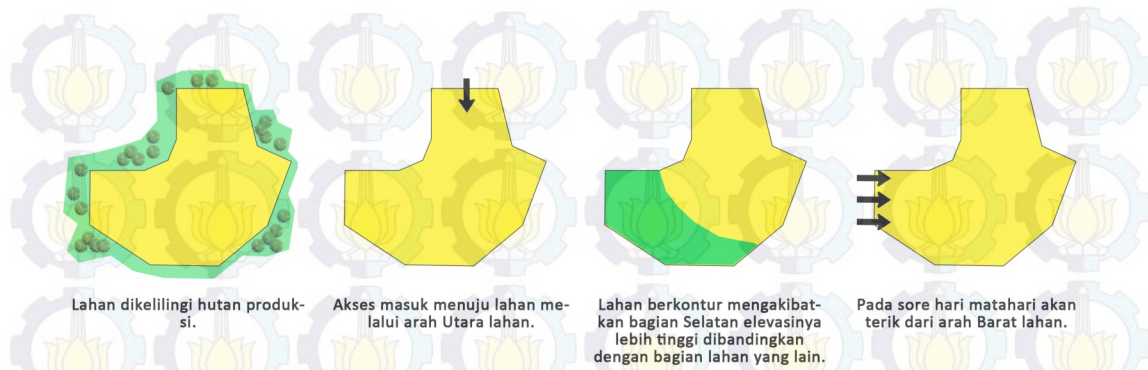 Lahan dikelilingi hutan produk-
si.
Akses masuk menuju lahan me-
lalui arah Utara lahan.
Lahan berkontur mengakibat-
kan bagian Selatan elevasinya
lebih tinggi dibandingkan
dengan bagian lahan yang lain.
Pada sore hari matahari akan
terik dari arah Barat lahan.